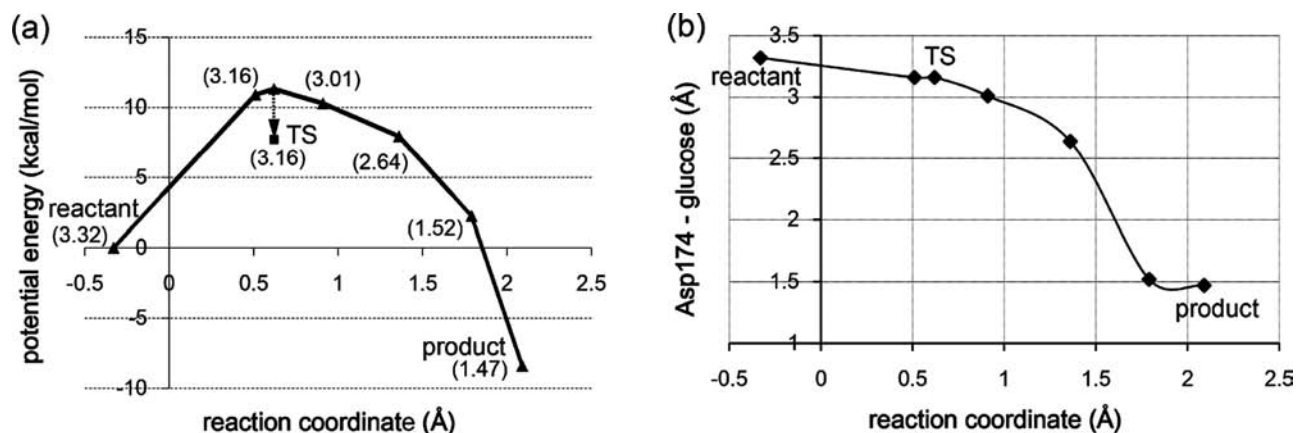 (a)
15
(3.16)
(3.01)
10
TS
(3.16)
(2.64)
5
reactant
(3.32)
(1.52)
0
-0.5 0 0.5 1 1.5 2 2.5
-5
product
(1.47)
-10
potential energy (kcal/mol)
reaction coordinate (Å)
(b)
3.5
TS
reactant
3
2.5
2
1.5
product
1
-0.5 0 0.5 1 1.5 2 2.5
Asp174 - glucose (Å)
reaction coordinate (Å)